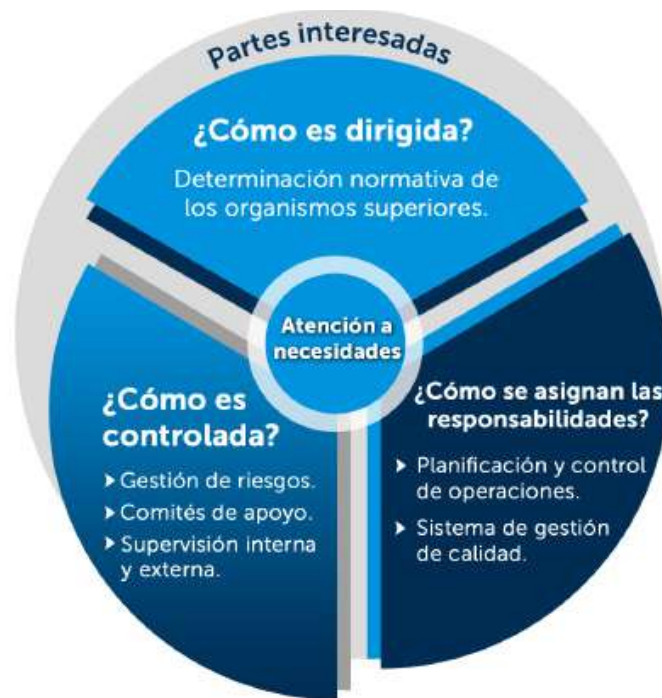 Partes interesadas
¿Cómo es dirigida?
Determinación normativa de
los organismos superiores.
Atención a
necesidades
¿Cómo es
controlada?
Gestión de riesgos.
Comités de apoyo.
Supervisión interna
y externa.
¿Cómo se asignan las
responsabilidades?
Planificación y control
de operaciones.
Sistema de gestión
de calidad.